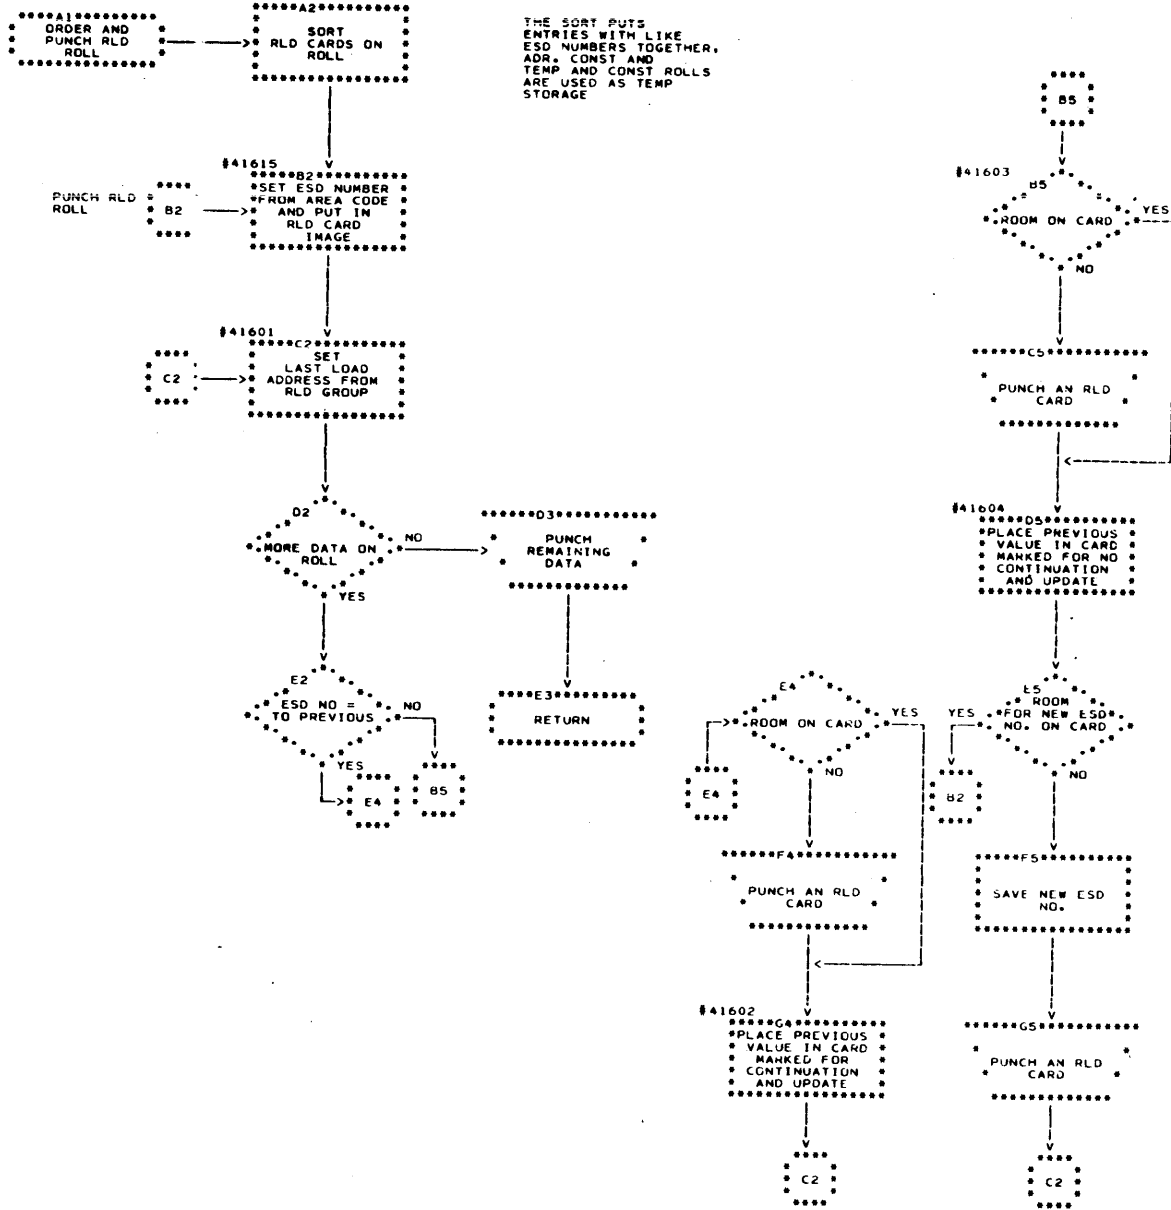 A1
ORDER AND
PUNCH RLD
ROLL
A2
SORT
RLD CARDS ON
ROLL
THE SORT PUTS
ENTRIES WITH LIKE
ESD NUMBERS TOGETHER.
ADR. CONST AND
TEMP AND CONST ROLLS
ARE USED AS TEMP
STORAGE
#41615
B2
SET ESD NUMBER
FROM AREA CODE
AND PUT IN
RLD CARD
IMAGE
PUNCH RLD
ROLL
B2
#41601
C2
SET
LAST LOAD
ADDRESS FROM
RLD GROUP
C2
D2
MORE DATA ON
ROLL
NO
YES
D3
PUNCH
REMAINING
DATA
E2
ESD NO =
TO PREVIOUS
NO
YES
E3
RETURN
E4
B5
E4
ROOM ON CARD
YES
NO
E4
F4
PUNCH AN RLD
CARD
#41602
G4
PLACE PREVIOUS
VALUE IN CARD
MARKED FOR
CONTINUATION
AND UPDATE
C2
B5
#41603
B5
ROOM ON CARD
YES
NO
C5
PUNCH AN RLD
CARD
#41604
D5
PLACE PREVIOUS
VALUE IN CARD
MARKED FOR NO
CONTINUATION
AND UPDATE
E5
ROOM
FOR NEW ESD
NO. ON CARD
YES
NO
B2
F5
SAVE NEW ESD
NO.
G5
PUNCH AN RLD
CARD
C2